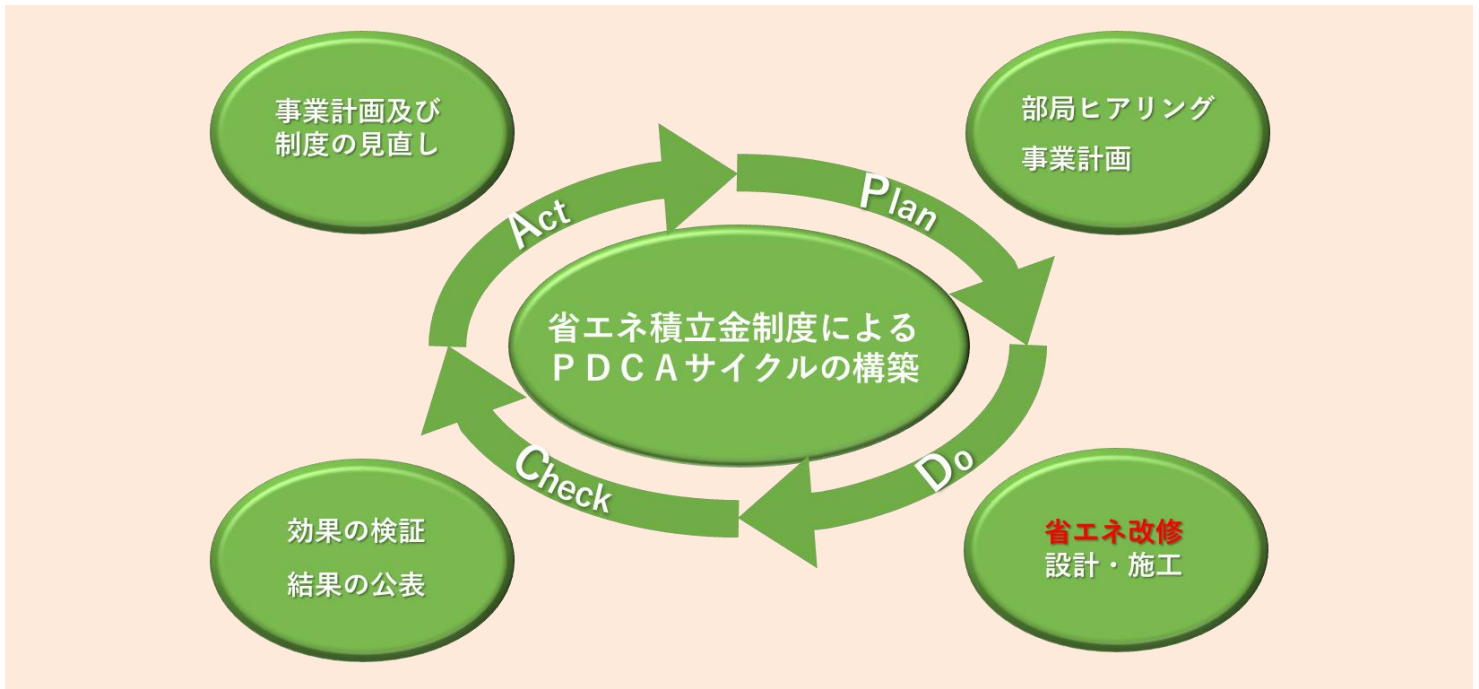 事業計画及び
制度の見直し
部局ヒアリング
事業計画
Act
Plan
省エネ積立金制度による
ＰＤＣＡサイクルの構築
Check
Do
効果の検証
結果の公表
省エネ改修
設計・施工